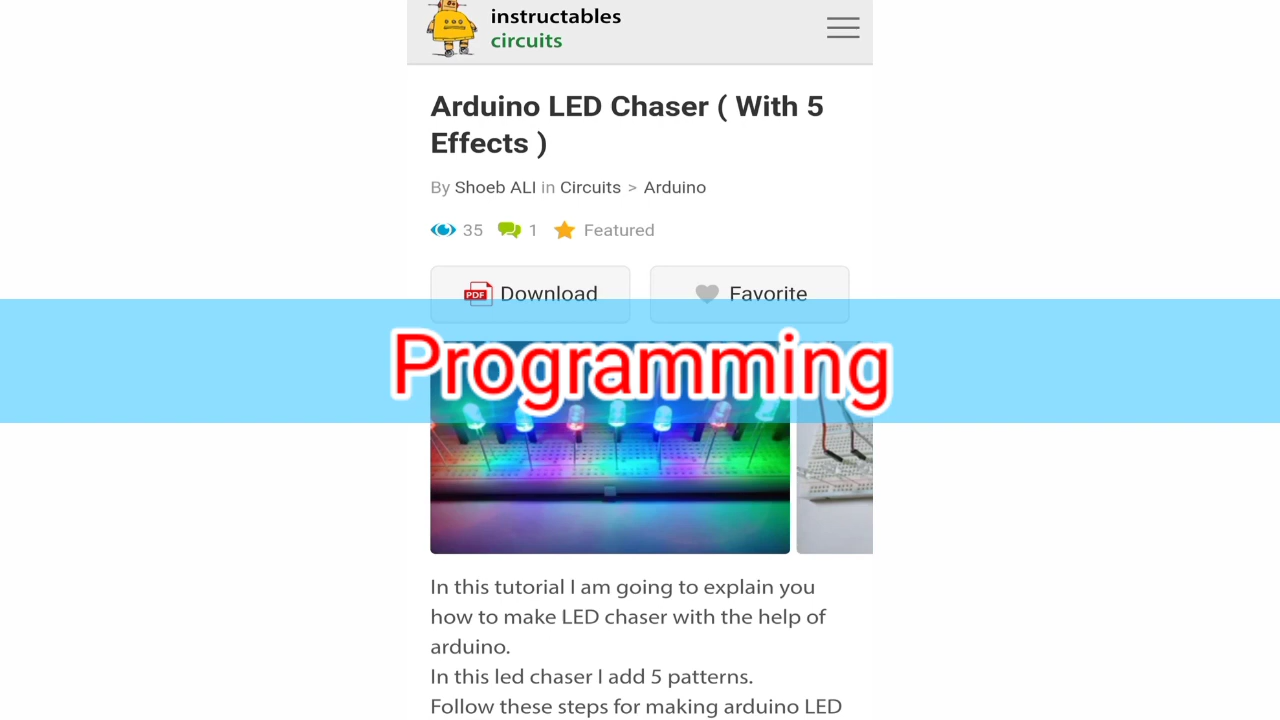 instructables
circuits
Arduino LED Chaser ( With 5
Effects )
By Shoeb ALI in Circuits > Arduino
35 1 Featured
PDF Download Favorite
Programming
In this tutorial I am going to explain you
how to make LED chaser with the help of
arduino.
In this led chaser I add 5 patterns.
Follow these steps for making arduino LED